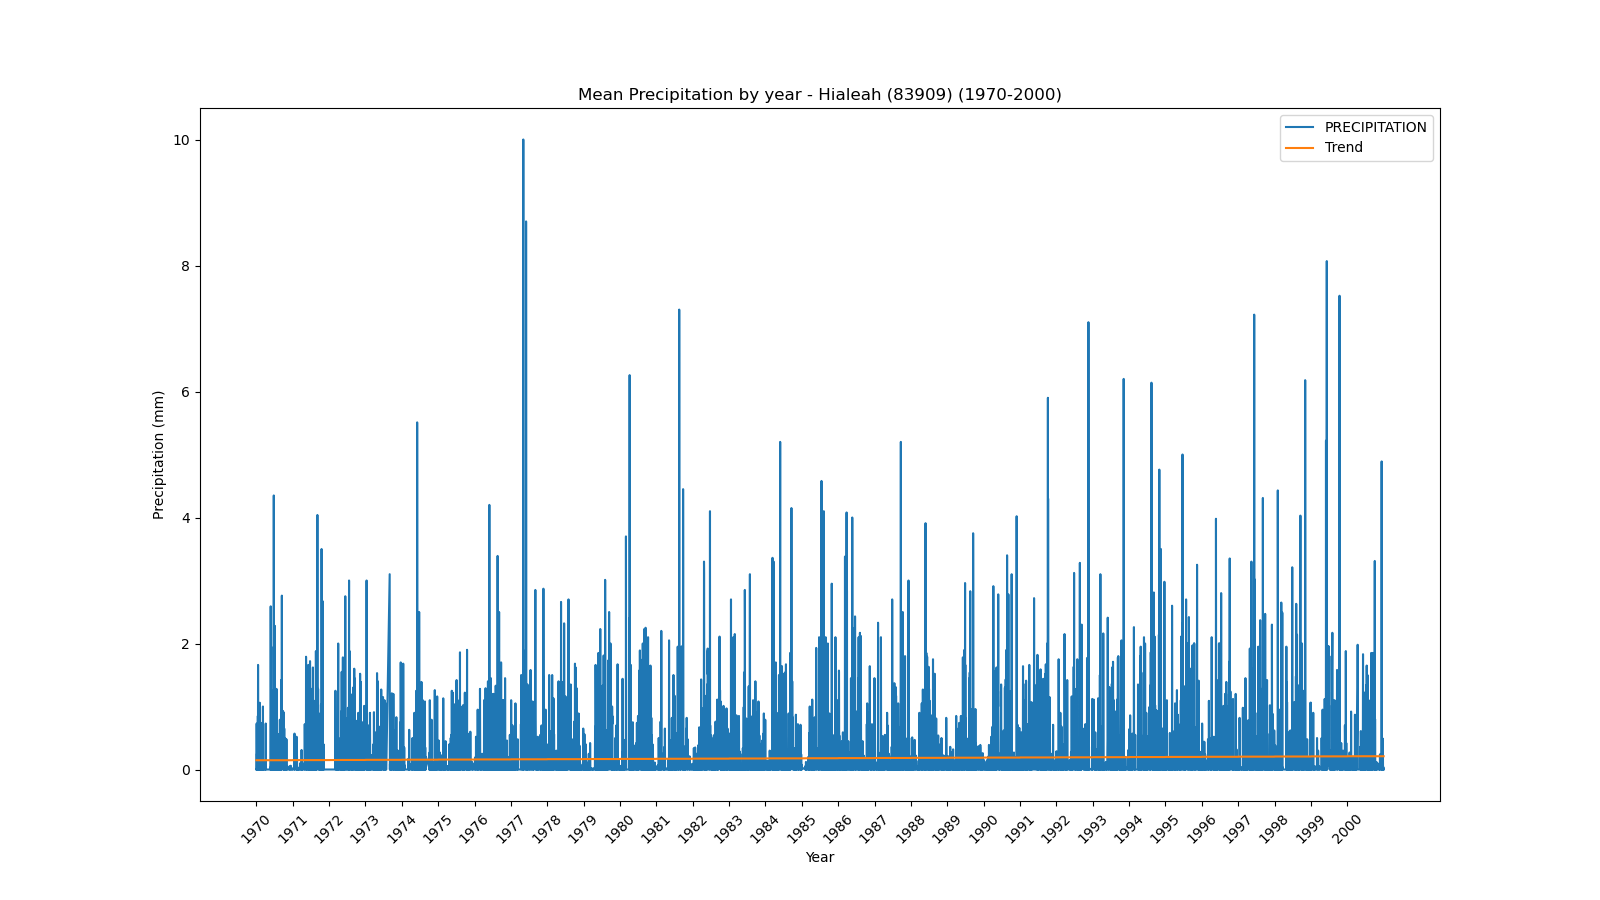 Mean Precipitation by year - Hialeah (83909) (1970-2000)
PRECIPITATION
Trend
10
8
6
4
2
0
Precipitation (mm)
1970 1971 1972 1973 1974 1975 1976 1977 1978 1979 1980 1981 1982 1983 1984 1985 1986 1987 1988 1989 1990 1991 1992 1993 1994 1995 1996 1997 1998 1999 2000
Year